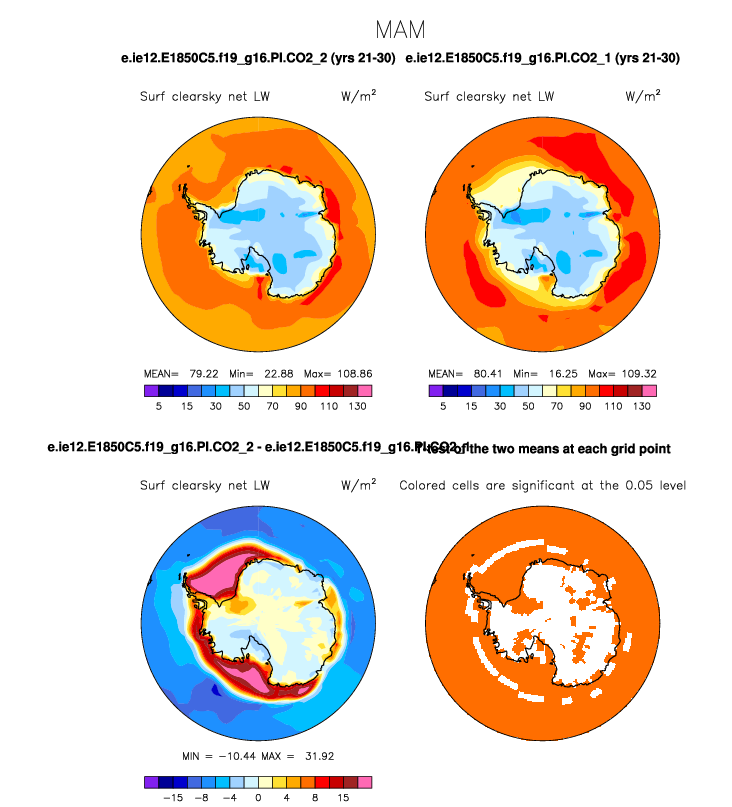 MAM
e.ie12.E1850C5.f19_g16.PI.CO2_2 (yrs 21-30) e.ie12.E1850C5.f19_g16.PI.CO2_1 (yrs 21-30)
Surf clearsky net LW W/m²
Surf clearsky net LW W/m²
MEAN= 79.22 Min= 22.88 Max= 108.86
5 15 30 50 70 90 110 130
MEAN= 80.41 Min= 16.25 Max= 109.32
5 15 30 50 70 90 110 130
e.ie12.E1850C5.f19_g16.PI.CO2_2 - e.ie12.E1850C5.f19_g16.PI.CO2_1
T-test of the two means at each grid point
Surf clearsky net LW W/m²
Colored cells are significant at the 0.05 level
MIN = −10.44 MAX = 31.92
−15 −8 −4 0 4 8 15